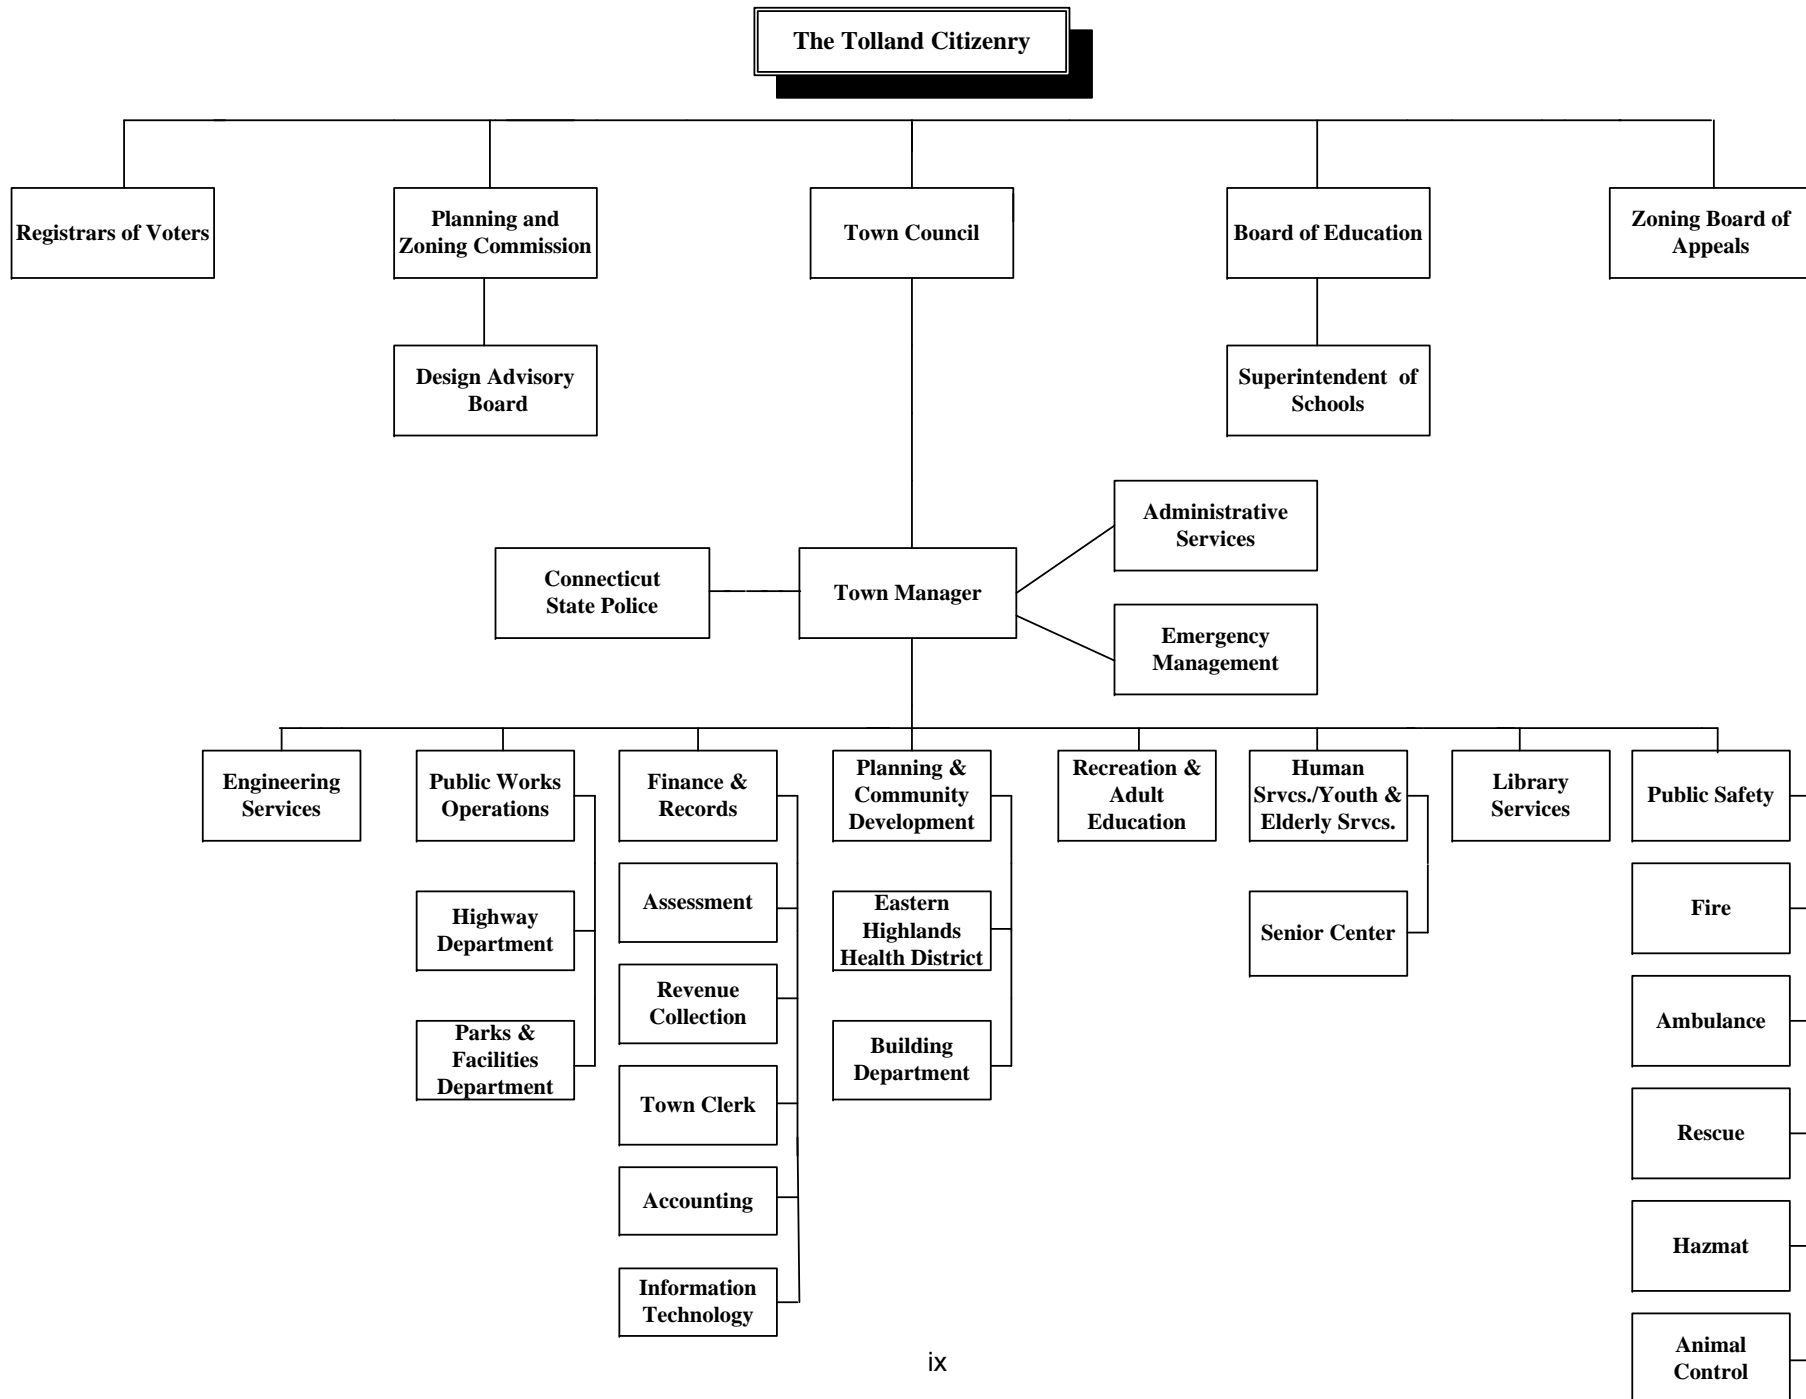 The Tolland Citizenry
Registrars of Voters
Planning and
Zoning Commission
Town Council
Board of Education
Zoning Board of
Appeals
Design Advisory
Board
Superintendent of
Schools
Administrative
Services
Connecticut
State Police
Town Manager
Emergency
Management
Engineering
Services
Public Works
Operations
Finance &
Records
Planning &
Community
Development
Recreation &
Adult
Education
Human
Srvcs./Youth &
Elderly Srvcs.
Library
Services
Public Safety
Highway
Department
Parks &
Facilities
Department
Assessment
Revenue
Collection
Town Clerk
Accounting
Information
Technology
Eastern
Highlands
Health District
Building
Department
Senior Center
Fire
Ambulance
Rescue
Hazmat
Animal
Control
ix